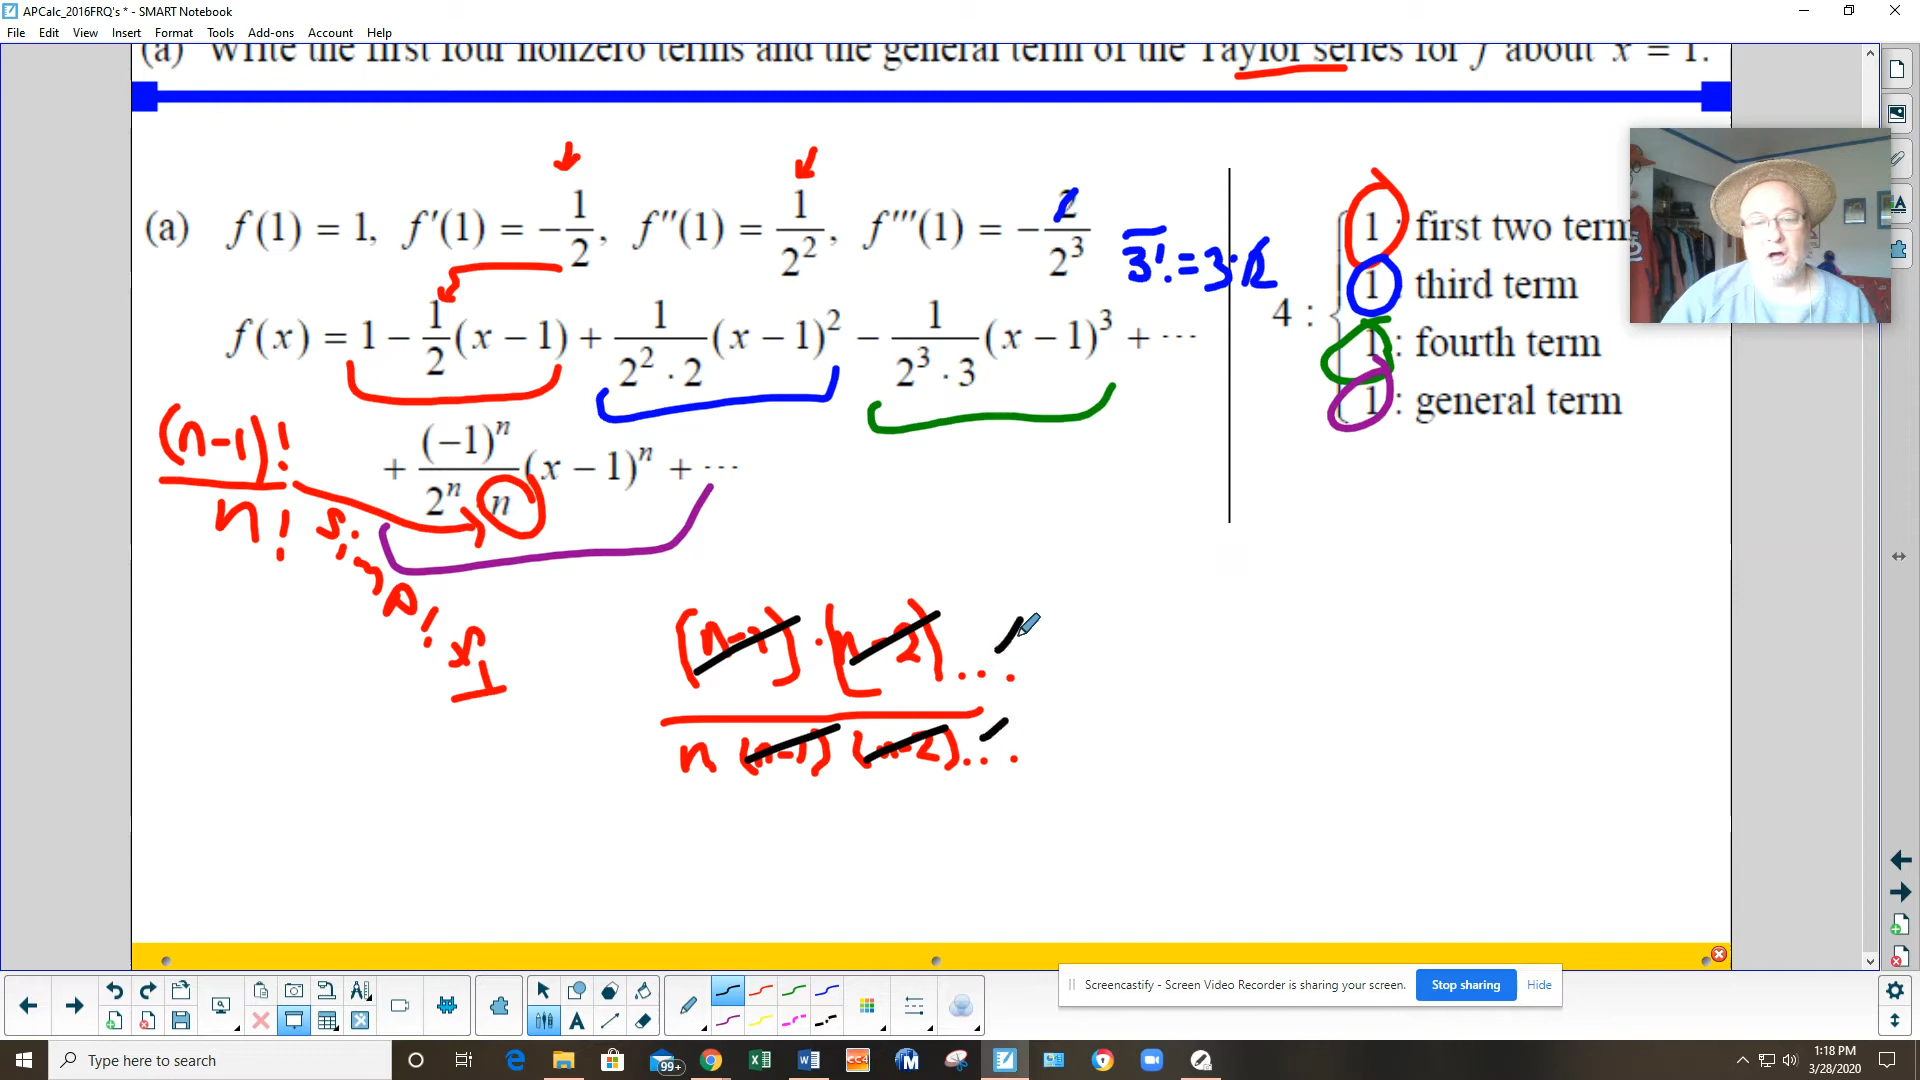 APCalc_2016FRQ's * - SMART Notebook
File Edit View Insert Format Tools Add-ons Account Help
(a) Write the first four nonzero terms and the general term of the Taylor series for f about x = 1.
(a) f(1) = 1, f′(1) = −1/2, f″(1) = 1/2², f‴(1) = −2/2³
3! = 3·2
f(x) = 1 − 1/2(x − 1) + 1/(2² · 2)(x − 1)² − 1/(2³ · 3)(x − 1)³ + ⋯
+ (−1)ⁿ/(2ⁿ n)(x − 1)ⁿ + ⋯
4 :
1 : first two term
1 : third term
1 : fourth term
1 : general term
(n-1)!
n!
(n-1)·(n-2)...
n (n-1) (n-2)...
Screencastify - Screen Video Recorder is sharing your screen.
Stop sharing
Hide
Type here to search
99+
CC4
1:18 PM
3/28/2020